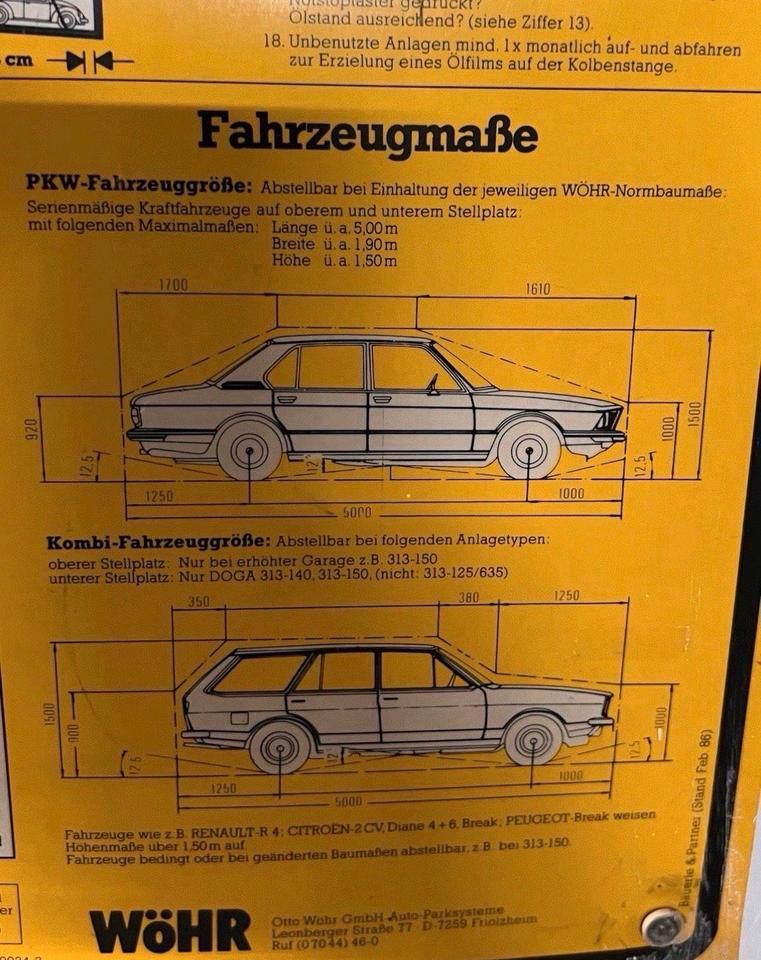 Ölstand ausreichend? (siehe Ziffer 13).
18. Unbenutzte Anlagen mind. 1x monatlich auf- und abfahren
zur Erzielung eines Ölfilms auf der Kolbenstange.
cm
Fahrzeugmaße
PKW-Fahrzeuggröße: Abstellbar bei Einhaltung der jeweiligen WÖHR-Normbaumaße:
Serienmäßige Kraftfahrzeuge auf oberem und unterem Stellplatz:
mit folgenden Maximalmaßen: Länge ü. a. 5,00 m
Breite ü. a. 1,90 m
Höhe ü. a. 1,50 m
1700
1610
920
12.5
12.5
12.5
1000
1500
1250
1000
5000
Kombi-Fahrzeuggröße: Abstellbar bei folgenden Anlagetypen:
oberer Stellplatz: Nur bei erhöhter Garage z.B. 313-150
unterer Stellplatz: Nur DOGA 313-140, 313-150, (nicht: 313-125/635)
350
380
1250
1500
900
12.5
12.5
1000
1250
1000
5000
Fahrzeuge wie z.B. RENAULT-R 4; CITROËN-2 CV, Diane 4 + 6, Break; PEUGEOT-Break weisen
Höhenmaße über 1,50 m auf.
Fahrzeuge bedingt oder bei geänderten Baumaßen abstellbar, z.B. bei 313-150.
Bauerle & Partner (Stand Feb. 86)
er
WÖHR
Otto Wöhr GmbH Auto-Parksysteme
Leonberger Straße 77 · D-7259 Friolzheim
Ruf (07044) 46-0